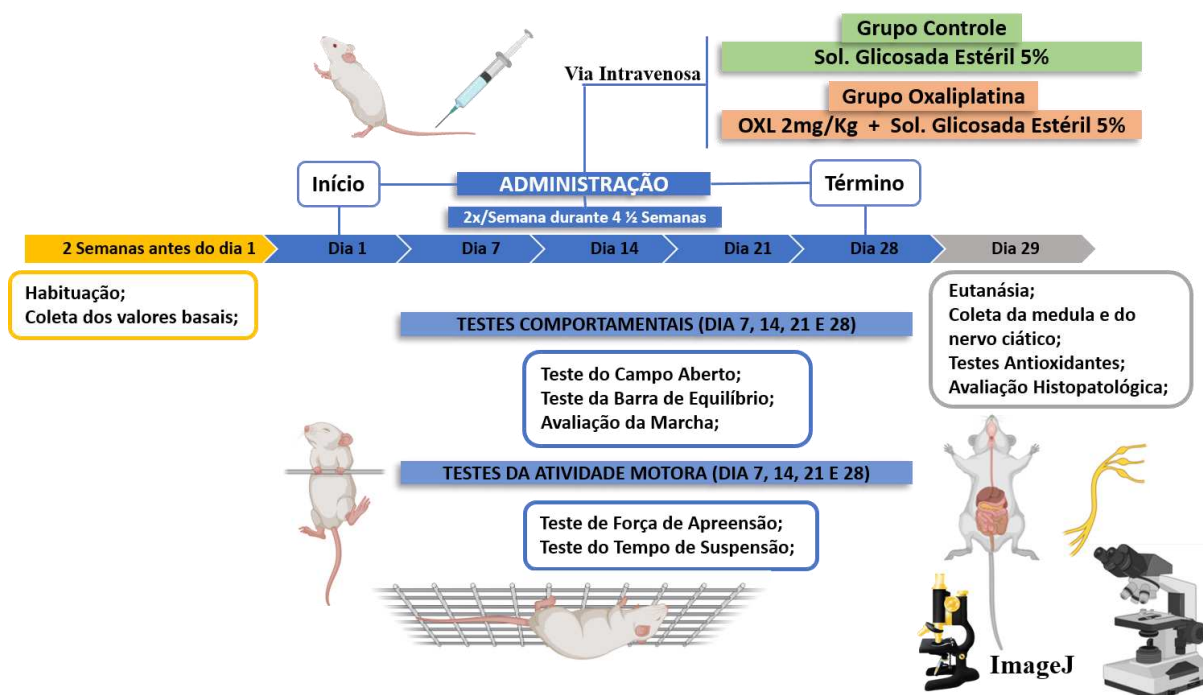 Grupo Controle
Sol. Glicosada Estéril 5%
Via Intravenosa
Grupo Oxaliplatina
OXL 2mg/Kg + Sol. Glicosada Estéril 5%
Início
ADMINISTRAÇÃO
Término
2x/Semana durante 4 ½ Semanas
2 Semanas antes do dia 1
Dia 1
Dia 7
Dia 14
Dia 21
Dia 28
Dia 29
Habituação;
Coleta dos valores basais;
TESTES COMPORTAMENTAIS (DIA 7, 14, 21 E 28)
Teste do Campo Aberto;
Teste da Barra de Equilíbrio;
Avaliação da Marcha;
TESTES DA ATIVIDADE MOTORA (DIA 7, 14, 21 E 28)
Teste de Força de Apreensão;
Teste do Tempo de Suspensão;
Eutanásia;
Coleta da medula e do
nervo ciático;
Testes Antioxidantes;
Avaliação Histopatológica;
ImageJ